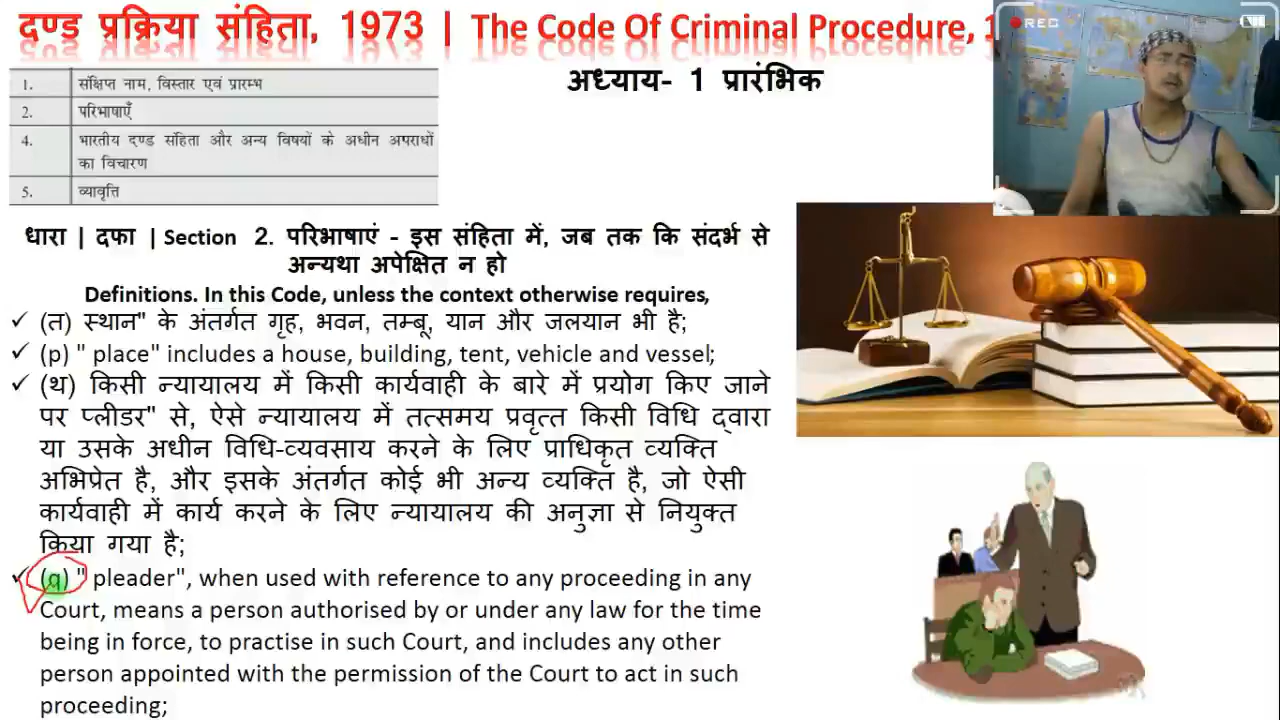 दण्ड प्रक्रिया संहिता, 1973 | The Code Of Criminal Procedure, 1
REC
अध्याय- 1 प्रारंभिक
1. संक्षिप्त नाम, विस्तार एवं प्रारम्भ
2. परिभाषाएँ
4. भारतीय दण्ड संहिता और अन्य विषयों के अधीन अपराधों
का विचारण
5. व्यावृत्ति
धारा | दफा | Section 2. परिभाषाएं - इस संहिता में, जब तक कि संदर्भ से
अन्यथा अपेक्षित न हो
Definitions. In this Code, unless the context otherwise requires,
✓ (त) स्थान" के अंतर्गत गृह, भवन, तम्बू, यान और जलयान भी है;
✓ (p) " place" includes a house, building, tent, vehicle and vessel;
✓ (थ) किसी न्यायालय में किसी कार्यवाही के बारे में प्रयोग किए जाने
पर प्लीडर" से, ऐसे न्यायालय में तत्समय प्रवृत्त किसी विधि द्वारा
या उसके अधीन विधि-व्यवसाय करने के लिए प्राधिकृत व्यक्ति
अभिप्रेत है, और इसके अंतर्गत कोई भी अन्य व्यक्ति है, जो ऐसी
कार्यवाही में कार्य करने के लिए न्यायालय की अनुज्ञा से नियुक्त
किया गया है;
✓ (q) " pleader", when used with reference to any proceeding in any
Court, means a person authorised by or under any law for the time
being in force, to practise in such Court, and includes any other
person appointed with the permission of the Court to act in such
proceeding;